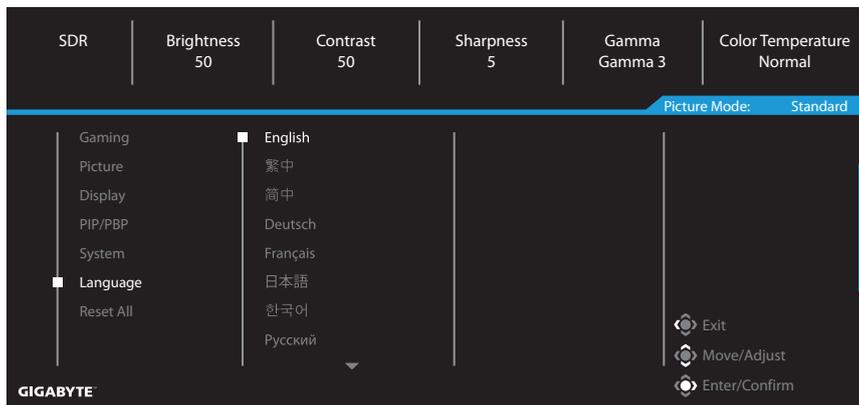 SDR
Brightness
50
Contrast
50
Sharpness
5
Gamma
Gamma 3
Color Temperature
Normal
Picture Mode: Standard
Gaming
Picture
Display
PIP/PBP
System
Language
Reset All
English
繁中
简中
Deutsch
Français
日本語
한국어
Русский
Exit
Move/Adjust
Enter/Confirm
GIGABYTE™